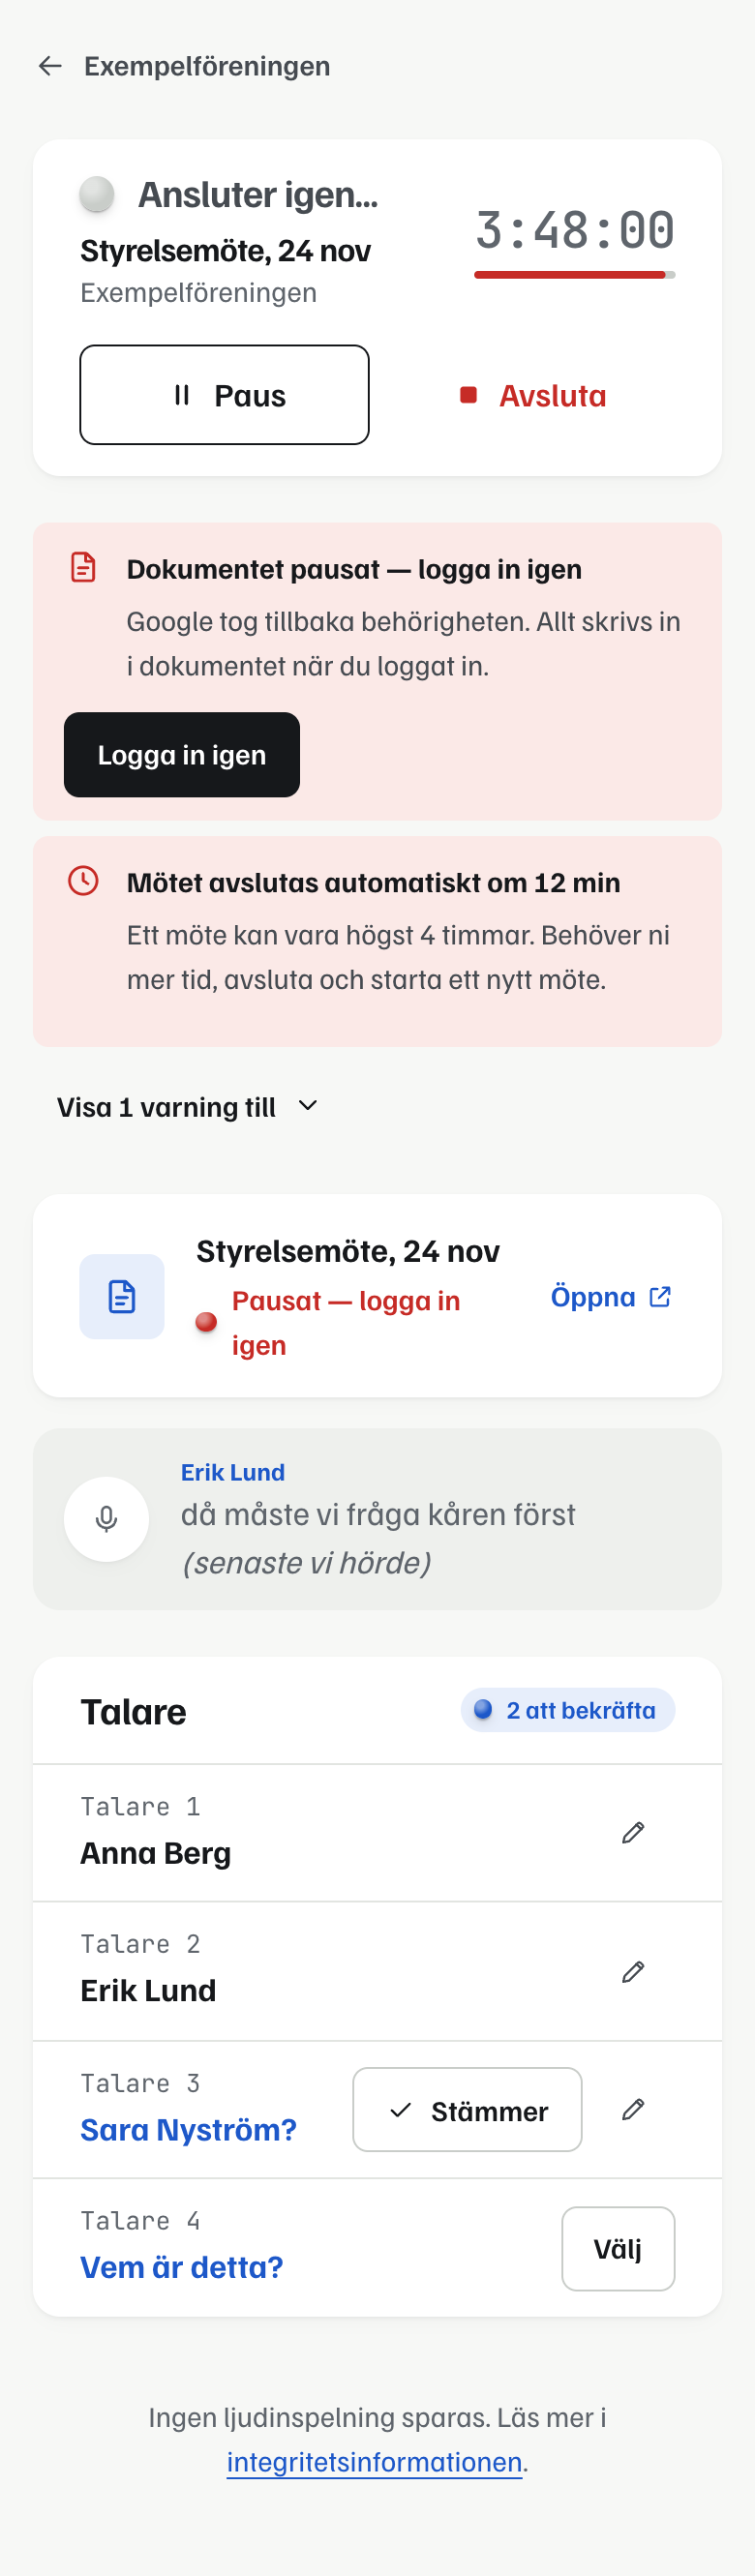 Exempelföreningen
Ansluter igen...
Styrelsemöte, 24 nov
Exempelföreningen
3:48:00
Paus
Avsluta
Dokumentet pausat — logga in igen
Google tog tillbaka behörigheten. Allt skrivs in
i dokumentet när du loggat in.
Logga in igen
Mötet avslutas automatiskt om 12 min
Ett möte kan vara högst 4 timmar. Behöver ni
mer tid, avsluta och starta ett nytt möte.
Visa 1 varning till
Styrelsemöte, 24 nov
Pausat — logga in
igen
Öppna
Erik Lund
då måste vi fråga kåren först
(senaste vi hörde)
Talare
2 att bekräfta
Talare 1
Anna Berg
Talare 2
Erik Lund
Talare 3
Sara Nyström?
Stämmer
Talare 4
Vem är detta?
Välj
Ingen ljudinspelning sparas. Läs mer i
integritetsinformationen.